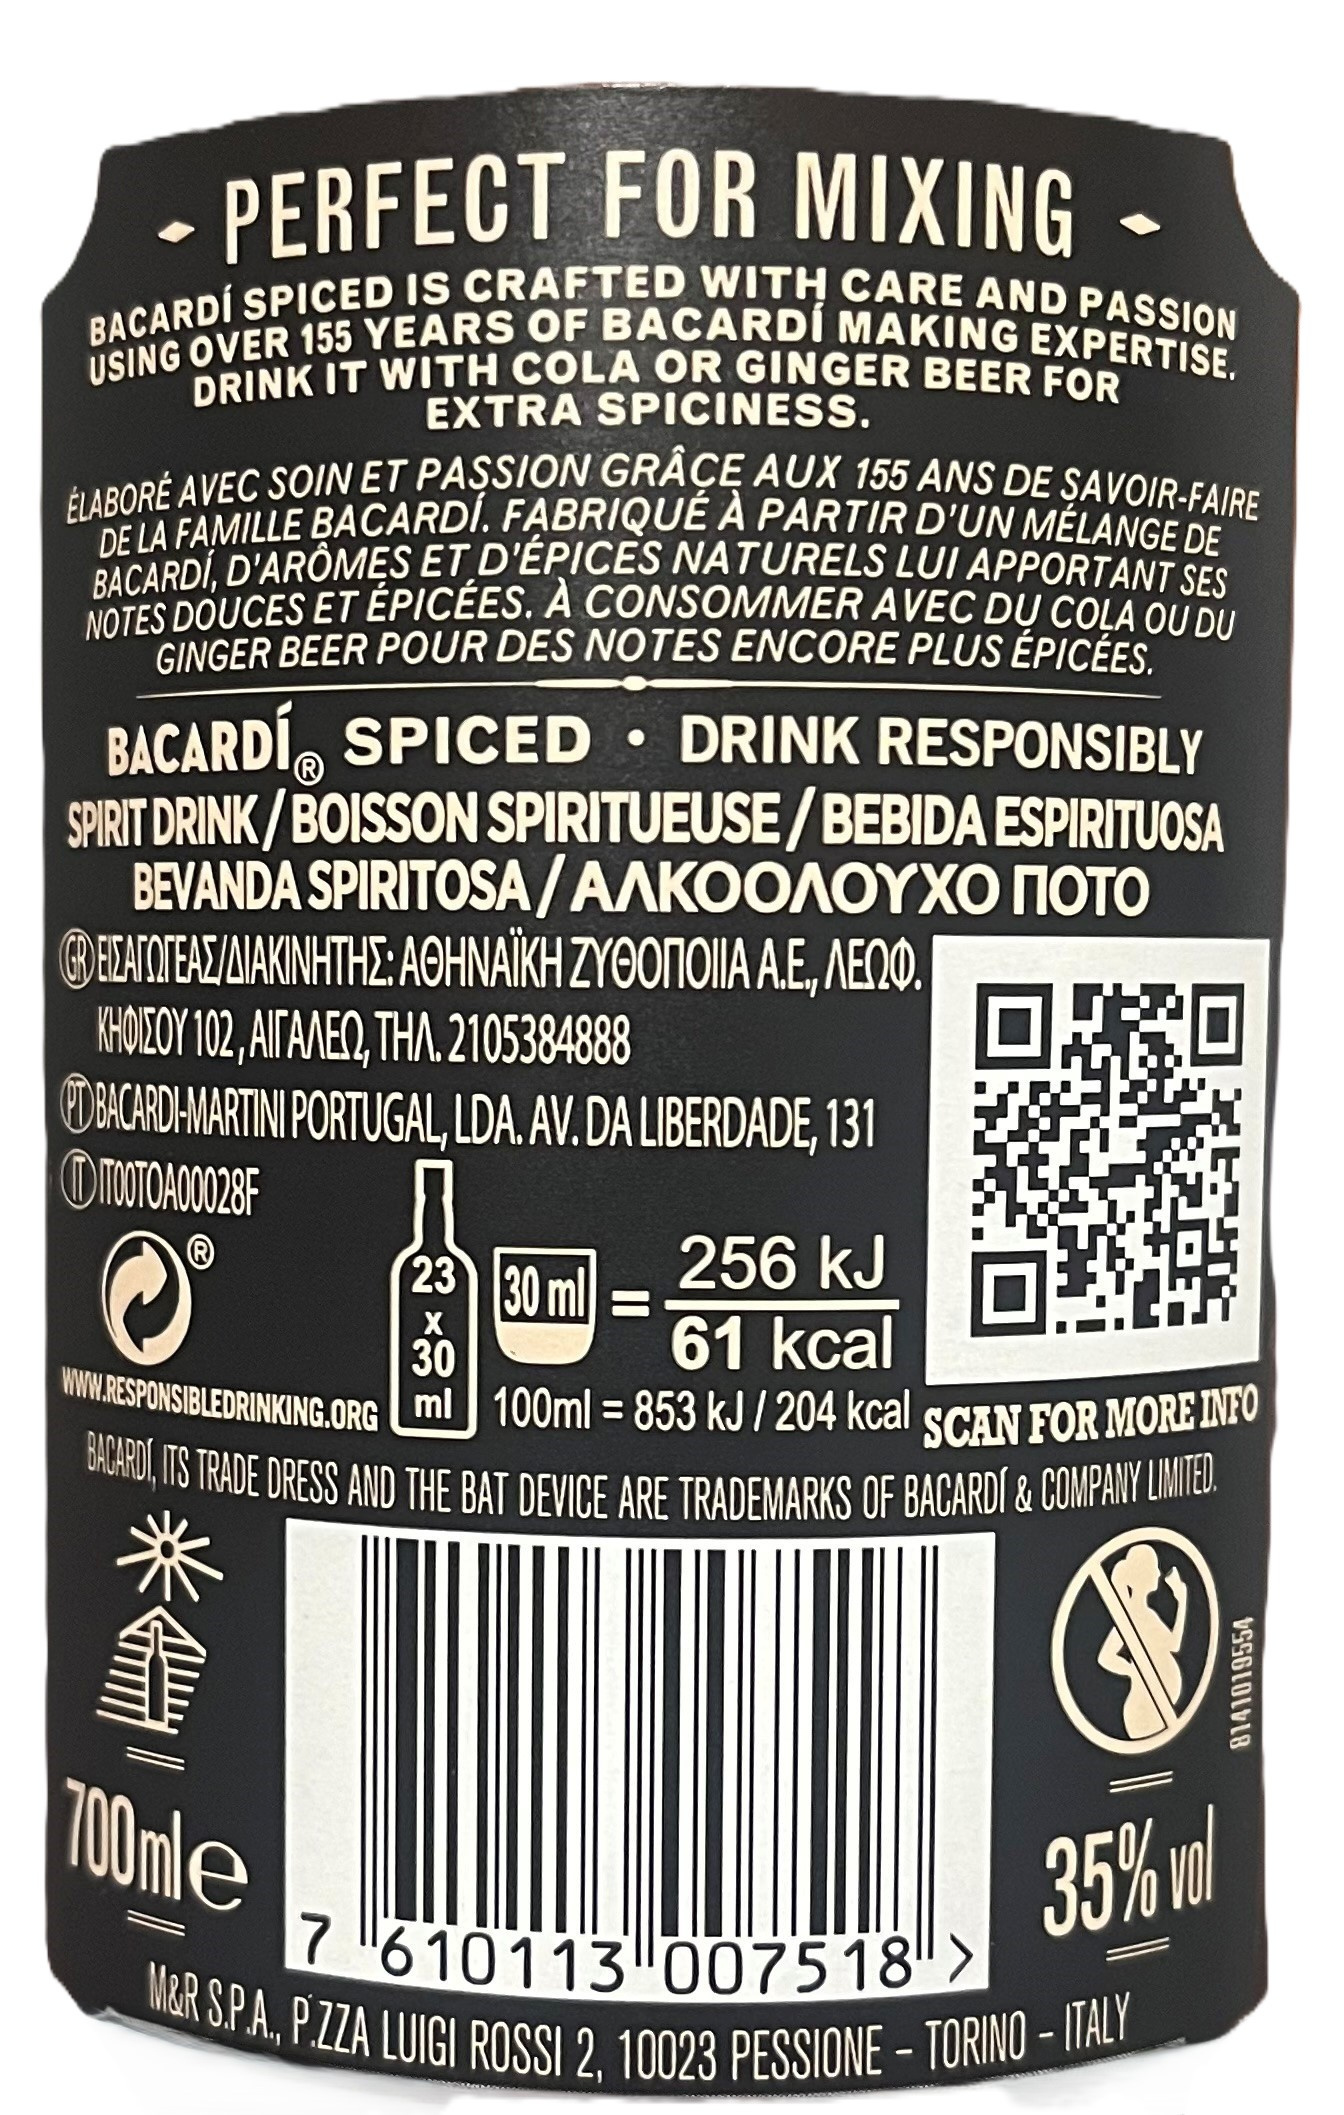 PERFECT FOR MIXING
BACARDÍ SPICED IS CRAFTED WITH CARE AND PASSION
USING OVER 155 YEARS OF BACARDÍ MAKING EXPERTISE.
DRINK IT WITH COLA OR GINGER BEER FOR
EXTRA SPICINESS.
ÉLABORÉ AVEC SOIN ET PASSION GRÂCE AUX 155 ANS DE SAVOIR-FAIRE
DE LA FAMILLE BACARDÍ. FABRIQUÉ À PARTIR D'UN MÉLANGE DE
BACARDÍ, D'ARÔMES ET D'ÉPICES NATURELS LUI APPORTANT SES
NOTES DOUCES ET ÉPICÉES. À CONSOMMER AVEC DU COLA OU DU
GINGER BEER POUR DES NOTES ENCORE PLUS ÉPICÉES.
BACARDÍ® SPICED • DRINK RESPONSIBLY
SPIRIT DRINK / BOISSON SPIRITUEUSE / BEBIDA ESPIRITUOSA
BEVANDA SPIRITOSA / ΑΛΚΟΟΛΟΥΧΟ ΠΟΤΟ
GR ΕΙΣΑΓΩΓΕΑΣ/ΔΙΑΚΙΝΗΤΗΣ: ΑΘΗΝΑΪΚΗ ΖΥΘΟΠΟΙΙΑ Α.Ε., ΛΕΩΦ.
ΚΗΦΙΣΟΥ 102, ΑΙΓΑΛΕΩ, ΤΗΛ. 2105384888
PT BACARDI-MARTINI PORTUGAL, LDA. AV. DA LIBERDADE, 131
IT IT00TOA00028F
®
23
x
30
ml
30 ml = 256 kJ
61 kcal
100ml = 853 kJ / 204 kcal
WWW.RESPONSIBLEDRINKING.ORG
SCAN FOR MORE INFO
BACARDÍ, ITS TRADE DRESS AND THE BAT DEVICE ARE TRADEMARKS OF BACARDÍ & COMPANY LIMITED.
8141019554
700ml e
35% vol
7 610113 007518 >
M&R S.P.A., P.ZZA LUIGI ROSSI 2, 10023 PESSIONE – TORINO – ITALY